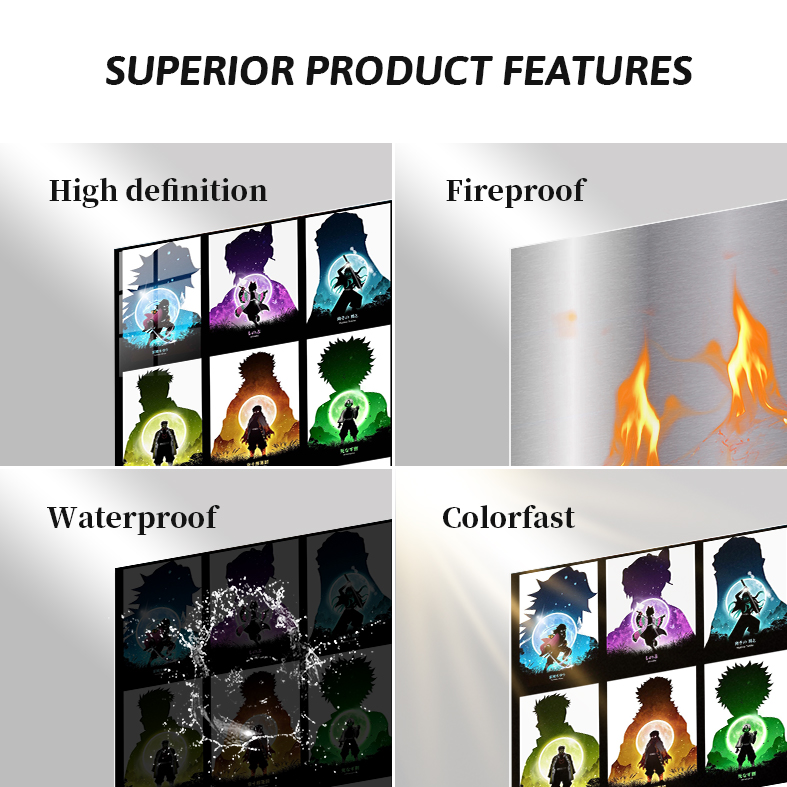 SUPERIOR PRODUCT FEATURES
High definition
Fireproof
Waterproof
Colorfast